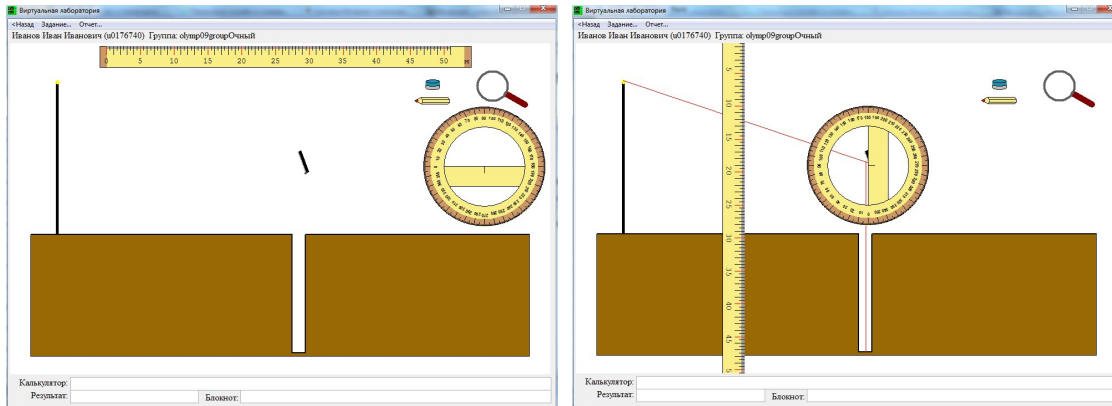 Виртуальная лаборатория
<Назад Задание... Отчет...
Иванов Иван Иванович (u0176740) Группа: olymp09groupОчный
0 5 10 15 20 25 30 35 40 45 50 м
Калькулятор:
Результат: Блокнот:
Виртуальная лаборатория
<Назад Задание... Отчет...
Иванов Иван Иванович (u0176740) Группа: olymp09groupОчный
5
10
15
20
25
30
35
40
45
Калькулятор:
Результат: Блокнот: